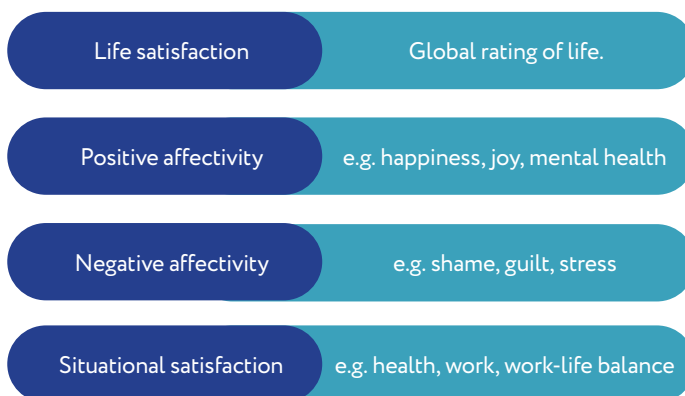 Life satisfaction
Global rating of life.
Positive affectivity
e.g. happiness, joy, mental health
Negative affectivity
e.g. shame, guilt, stress
Situational satisfaction
e.g. health, work, work-life balance